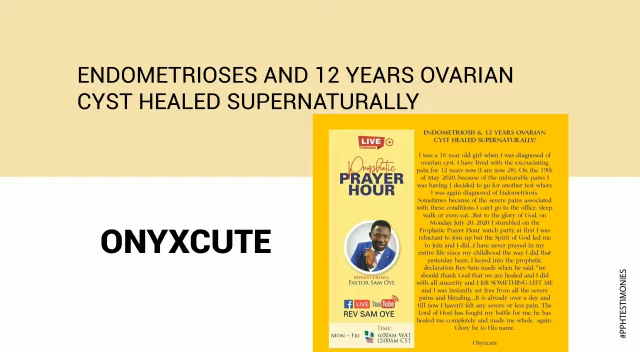 ENDOMETRIOSES AND 12 YEARS OVARIAN
CYST HEALED SUPERNATURALLY
ONYXCUTE
LIVE
Prophetic
PRAYER
HOUR
MINISTERING:
PASTOR SAM OYE
LIVE YouTube
REV SAM OYE
TIME:
MON ~ FRI
6:00AM WAT
12:00AM CST
ENDOMETRIOSIS & 12 YEARS OVARIAN
CYST HEALED SUPERNATURALLY!
I was a 16 year old girl when I was diagnosed of
ovarian cyst. I have lived with the excruciating
pain for 12 years now (I am now 28). On the 19th
of May 2020, because of the unbearable pains I
was having, I decided to go for another test where
I was again diagnosed of Endometriosis.
Sometimes because of the severe pains associated
with these conditions I can't go to the office, sleep,
walk or even eat...But to the glory of God, on
Monday July 20, 2020 I stumbled on the
Prophetic Prayer Hour watch party at first I was
reluctant to join up but the Spirit of God led me
to Join and I did...I have never prayed in my
entire life since my childhood the way I did that
yesterday been. I keyed into the prophetic
declaration Rev Sam made when he said, "we
should thank God that we are healed and I did
with all sincerity and I felt SOMETHING LEFT ME
and I was instantly set free from all the severe
pains and bleeding...It is already over a day and
till now I haven't felt any severe or less pain. The
Lord of Host has fought my battle for me, he has
healed me completely and made me whole again
Glory be to His name.
Onyxcute
#PPHTESTIMONIES